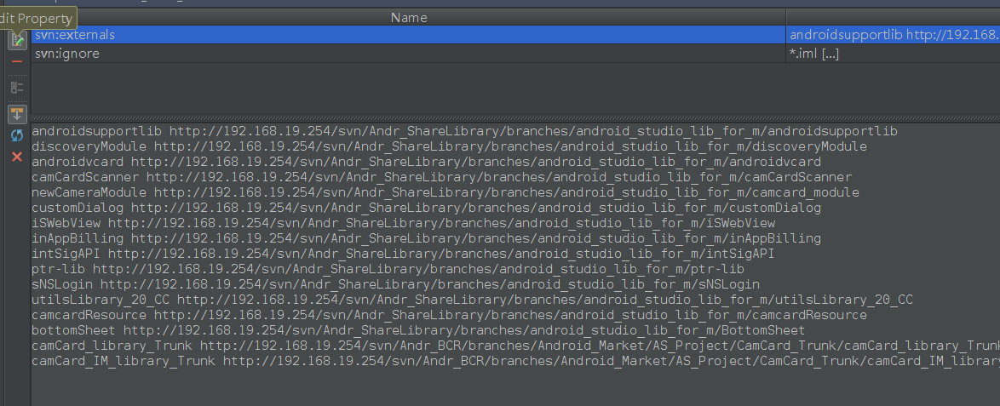 dit Property
Name
svn:externals
androidsupportlib http://192.168.
svn:ignore
*.iml [...]
androidsupportlib http://192.168.19.254/svn/Andr_ShareLibrary/branches/android_studio_lib_for_m/androidsupportlib
discoveryModule http://192.168.19.254/svn/Andr_ShareLibrary/branches/android_studio_lib_for_m/discoveryModule
androidvcard http://192.168.19.254/svn/Andr_ShareLibrary/branches/android_studio_lib_for_m/androidvcard
camCardScanner http://192.168.19.254/svn/Andr_ShareLibrary/branches/android_studio_lib_for_m/camCardScanner
newCameraModule http://192.168.19.254/svn/Andr_ShareLibrary/branches/android_studio_lib_for_m/camcard_module
customDialog http://192.168.19.254/svn/Andr_ShareLibrary/branches/android_studio_lib_for_m/customDialog
iSWebView http://192.168.19.254/svn/Andr_ShareLibrary/branches/android_studio_lib_for_m/iSWebView
inAppBilling http://192.168.19.254/svn/Andr_ShareLibrary/branches/android_studio_lib_for_m/inAppBilling
intSigAPI http://192.168.19.254/svn/Andr_ShareLibrary/branches/android_studio_lib_for_m/intSigAPI
ptr-lib http://192.168.19.254/svn/Andr_ShareLibrary/branches/android_studio_lib_for_m/ptr-lib
sNSLogin http://192.168.19.254/svn/Andr_ShareLibrary/branches/android_studio_lib_for_m/sNSLogin
utilsLibrary_20_CC http://192.168.19.254/svn/Andr_ShareLibrary/branches/android_studio_lib_for_m/utilsLibrary_20_CC
camcardResource http://192.168.19.254/svn/Andr_ShareLibrary/branches/android_studio_lib_for_m/camcardResource
bottomSheet http://192.168.19.254/svn/Andr_ShareLibrary/branches/android_studio_lib_for_m/BottomSheet
camCard_library_Trunk http://192.168.19.254/svn/Andr_BCR/branches/Android_Market/AS_Project/CamCard_Trunk/camCard_library_Trunk
camCard_IM_library_Trunk http://192.168.19.254/svn/Andr_BCR/branches/Android_Market/AS_Project/CamCard_Trunk/camCard_IM_library